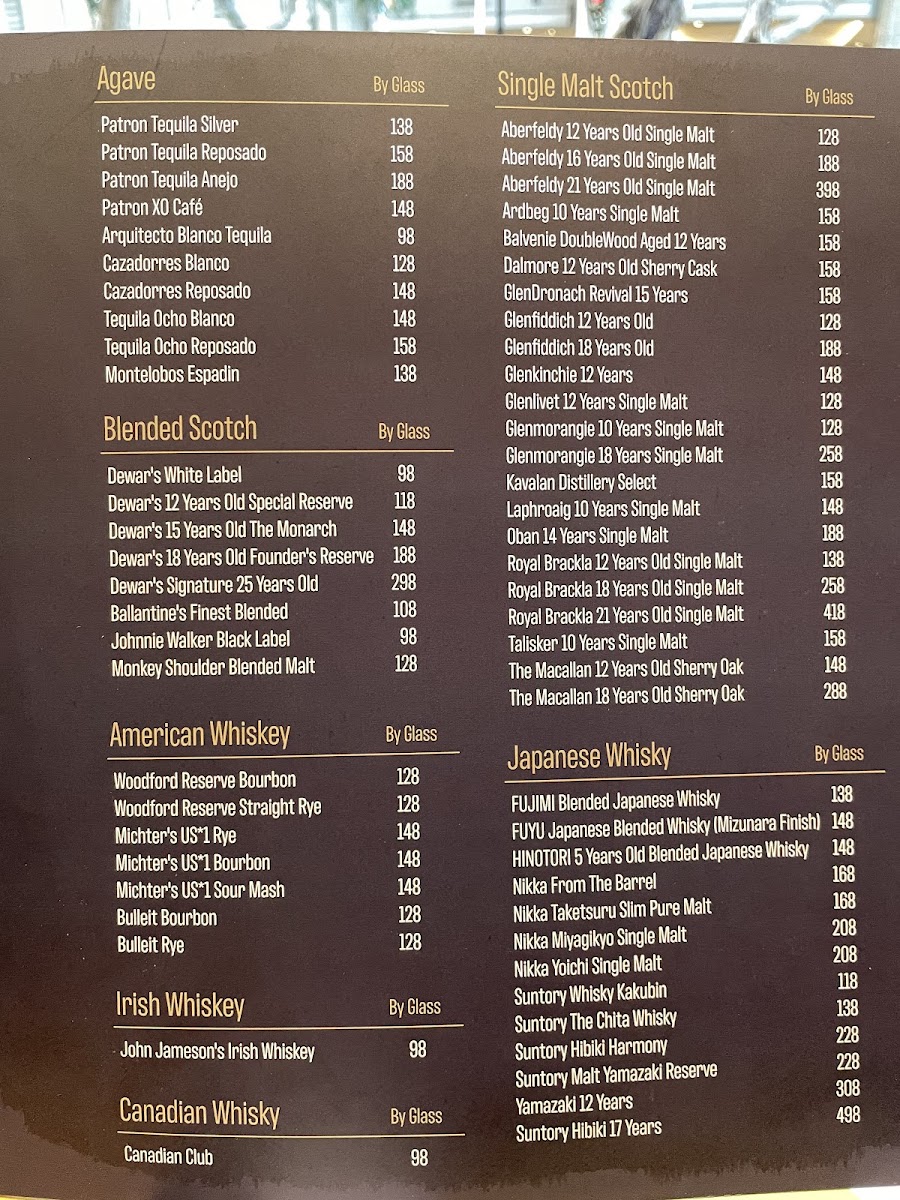 Agave By Glass
Patron Tequila Silver 138
Patron Tequila Reposado 158
Patron Tequila Anejo 188
Patron XO Café 148
Arquitecto Blanco Tequila 98
Cazadorres Blanco 128
Cazadorres Reposado 148
Tequila Ocho Blanco 148
Tequila Ocho Reposado 158
Montelobos Espadin 138
Blended Scotch By Glass
Dewar's White Label 98
Dewar's 12 Years Old Special Reserve 118
Dewar's 15 Years Old The Monarch 148
Dewar's 18 Years Old Founder's Reserve 188
Dewar's Signature 25 Years Old 298
Ballantine's Finest Blended 108
Johnnie Walker Black Label 98
Monkey Shoulder Blended Malt 128
American Whiskey By Glass
Woodford Reserve Bourbon 128
Woodford Reserve Straight Rye 128
Michter's US*1 Rye 148
Michter's US*1 Bourbon 148
Michter's US*1 Sour Mash 148
Bulleit Bourbon 128
Bulleit Rye 128
Irish Whiskey By Glass
John Jameson's Irish Whiskey 98
Canadian Whisky By Glass
Canadian Club 98
Single Malt Scotch By Glass
Aberfeldy 12 Years Old Single Malt 128
Aberfeldy 16 Years Old Single Malt 188
Aberfeldy 21 Years Old Single Malt 398
Ardbeg 10 Years Single Malt 158
Balvenie DoubleWood Aged 12 Years 158
Dalmore 12 Years Old Sherry Cask 158
GlenDronach Revival 15 Years 158
Glenfiddich 12 Years Old 128
Glenfiddich 18 Years Old 188
Glenkinchie 12 Years 148
Glenlivet 12 Years Single Malt 128
Glenmorangie 10 Years Single Malt 128
Glenmorangie 18 Years Single Malt 258
Kavalan Distillery Select 158
Laphroaig 10 Years Single Malt 148
Oban 14 Years Single Malt 188
Royal Brackla 12 Years Old Single Malt 138
Royal Brackla 18 Years Old Single Malt 258
Royal Brackla 21 Years Old Single Malt 418
Talisker 10 Years Single Malt 158
The Macallan 12 Years Old Sherry Oak 148
The Macallan 18 Years Old Sherry Oak 288
Japanese Whisky By Glass
FUJIMI Blended Japanese Whisky 138
FUYU Japanese Blended Whisky (Mizunara Finish) 148
HINOTORI 5 Years Old Blended Japanese Whisky 148
Nikka From The Barrel 168
Nikka Taketsuru Slim Pure Malt 168
Nikka Miyagikyo Single Malt 208
Nikka Yoichi Single Malt 208
Suntory Whisky Kakubin 118
Suntory The Chita Whisky 138
Suntory Hibiki Harmony 228
Suntory Malt Yamazaki Reserve 228
Yamazaki 12 Years 308
Suntory Hibiki 17 Years 498